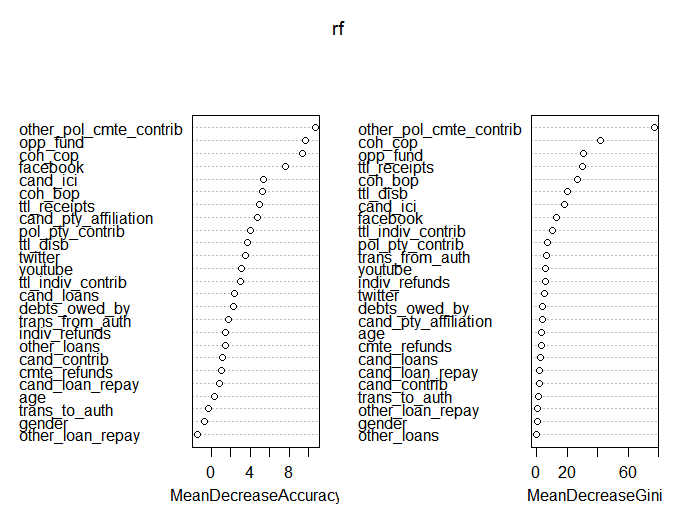 rf
other_pol_cmte_contrib
opp_fund
coh_cop
facebook
cand_ici
coh_bop
ttl_receipts
cand_pty_affiliation
pol_pty_contrib
ttl_disb
twitter
youtube
ttl_indiv_contrib
cand_loans
debts_owed_by
trans_from_auth
indiv_refunds
other_loans
cand_contrib
cmte_refunds
cand_loan_repay
age
trans_to_auth
gender
other_loan_repay
0 4 8
MeanDecreaseAccuracy
other_pol_cmte_contrib
coh_cop
opp_fund
ttl_receipts
coh_bop
ttl_disb
cand_ici
facebook
ttl_indiv_contrib
pol_pty_contrib
trans_from_auth
youtube
indiv_refunds
twitter
debts_owed_by
cand_pty_affiliation
age
cmte_refunds
cand_loans
cand_loan_repay
cand_contrib
trans_to_auth
other_loan_repay
gender
other_loans
0 20 60
MeanDecreaseGini